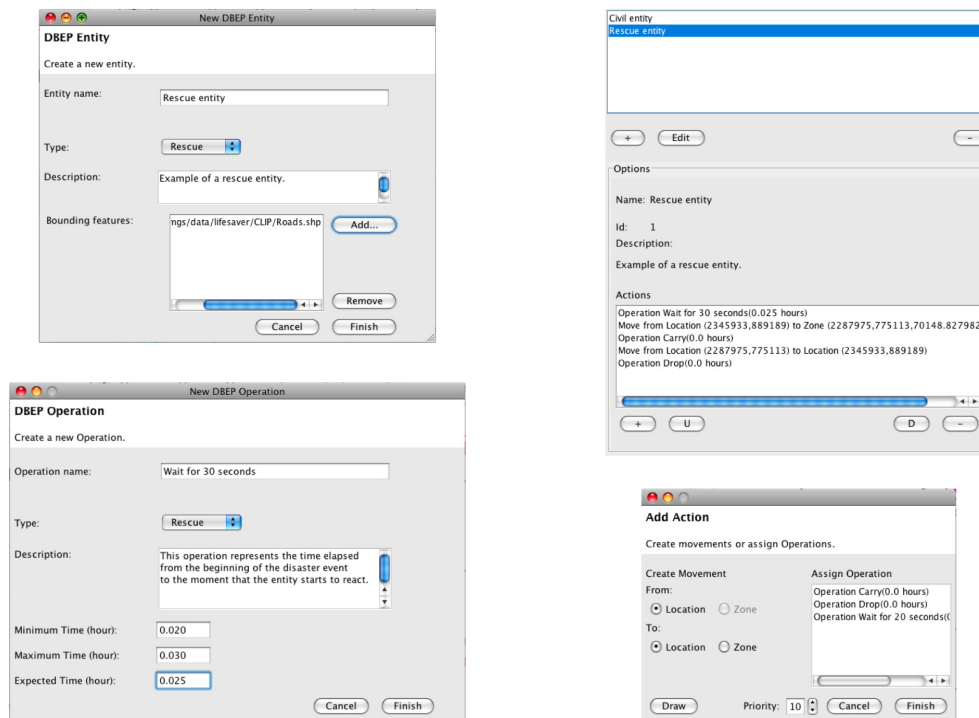 New DBEP Entity
DBEP Entity
Create a new entity.
Entity name: Rescue entity
Type: Rescue
Description: Example of a rescue entity.
Bounding features: ngs/data/lifesaver/CLIP/Roads.shp Add...
Remove
Cancel Finish
Civil entity
Rescue entity
+ Edit -
Options
Name: Rescue entity
Id: 1
Description:
Example of a rescue entity.
Actions
Operation Wait for 30 seconds(0.025 hours)
Move from Location (2345933,889189) to Zone (2287975,775113,70148.827982
Operation Carry(0.0 hours)
Move from Location (2287975,775113) to Location (2345933,889189)
Operation Drop(0.0 hours)
+ U D -
New DBEP Operation
DBEP Operation
Create a new Operation.
Operation name: Wait for 30 seconds
Type: Rescue
Description: This operation represents the time elapsed
from the beginning of the disaster event
to the moment that the entity starts to react.
Minimum Time (hour): 0.020
Maximum Time (hour): 0.030
Expected Time (hour): 0.025
Cancel Finish
Add Action
Create movements or assign Operations.
Create Movement Assign Operation
From:
Location Zone
To:
Location Zone
Operation Carry(0.0 hours)
Operation Drop(0.0 hours)
Operation Wait for 20 seconds(0
Draw Priority: 10 Cancel Finish